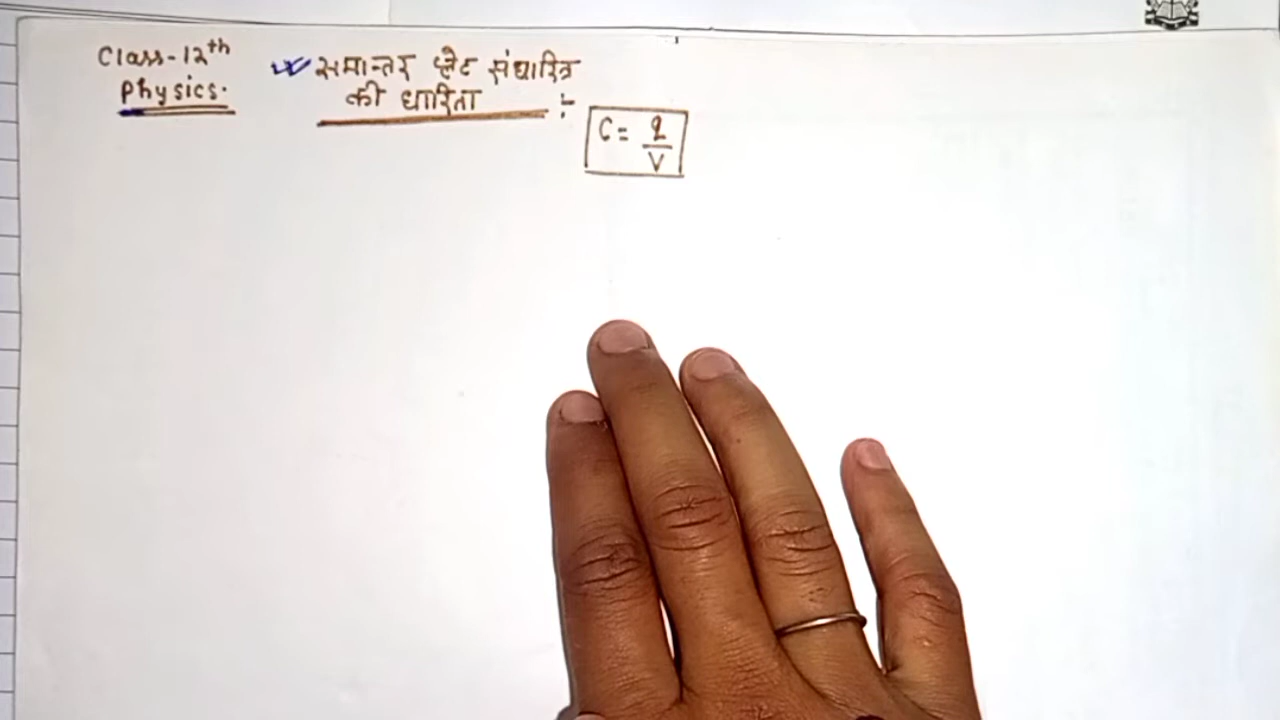 Class-12th
Physics.
समान्तर प्लेट संधारित्र
की धारिता :-
C = q/V